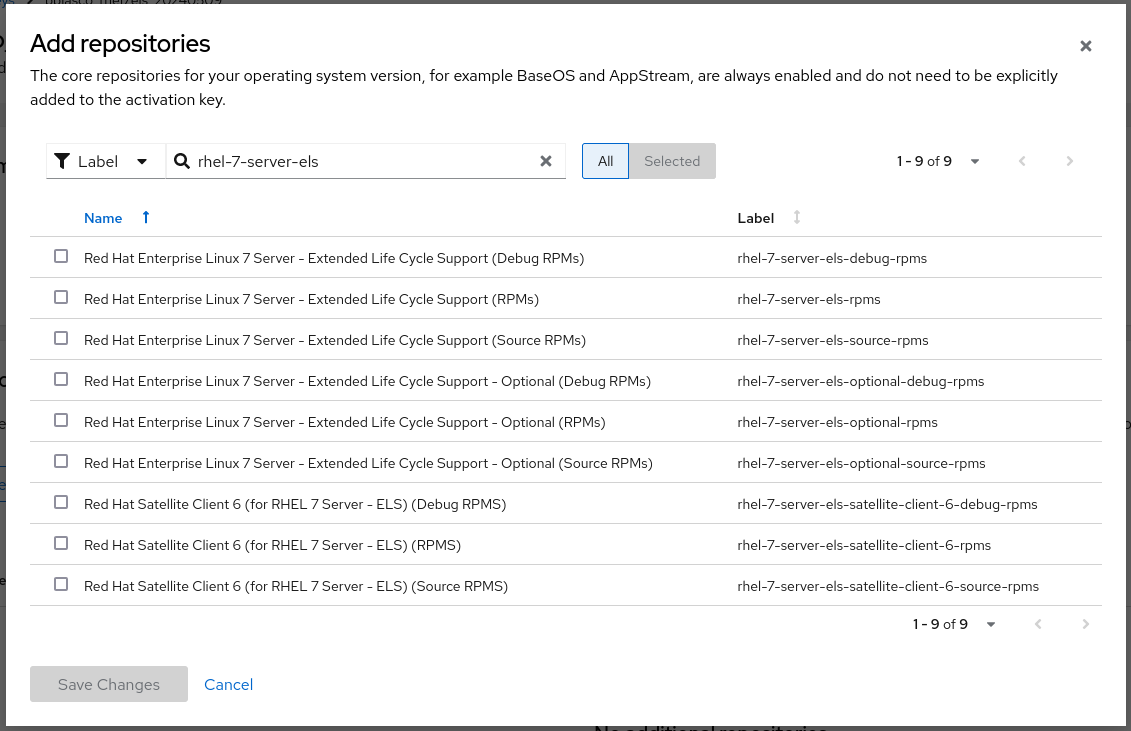 Add repositories
The core repositories for your operating system version, for example BaseOS and AppStream, are always enabled and do not need to be explicitly
added to the activation key.
Label rhel-7-server-els All Selected 1 - 9 of 9
Name Label
Red Hat Enterprise Linux 7 Server - Extended Life Cycle Support (Debug RPMs) rhel-7-server-els-debug-rpms
Red Hat Enterprise Linux 7 Server - Extended Life Cycle Support (RPMs) rhel-7-server-els-rpms
Red Hat Enterprise Linux 7 Server - Extended Life Cycle Support (Source RPMs) rhel-7-server-els-source-rpms
Red Hat Enterprise Linux 7 Server - Extended Life Cycle Support - Optional (Debug RPMs) rhel-7-server-els-optional-debug-rpms
Red Hat Enterprise Linux 7 Server - Extended Life Cycle Support - Optional (RPMs) rhel-7-server-els-optional-rpms
Red Hat Enterprise Linux 7 Server - Extended Life Cycle Support - Optional (Source RPMs) rhel-7-server-els-optional-source-rpms
Red Hat Satellite Client 6 (for RHEL 7 Server - ELS) (Debug RPMS) rhel-7-server-els-satellite-client-6-debug-rpms
Red Hat Satellite Client 6 (for RHEL 7 Server - ELS) (RPMS) rhel-7-server-els-satellite-client-6-rpms
Red Hat Satellite Client 6 (for RHEL 7 Server - ELS) (Source RPMS) rhel-7-server-els-satellite-client-6-source-rpms
1 - 9 of 9
Save Changes Cancel
No additional repositories